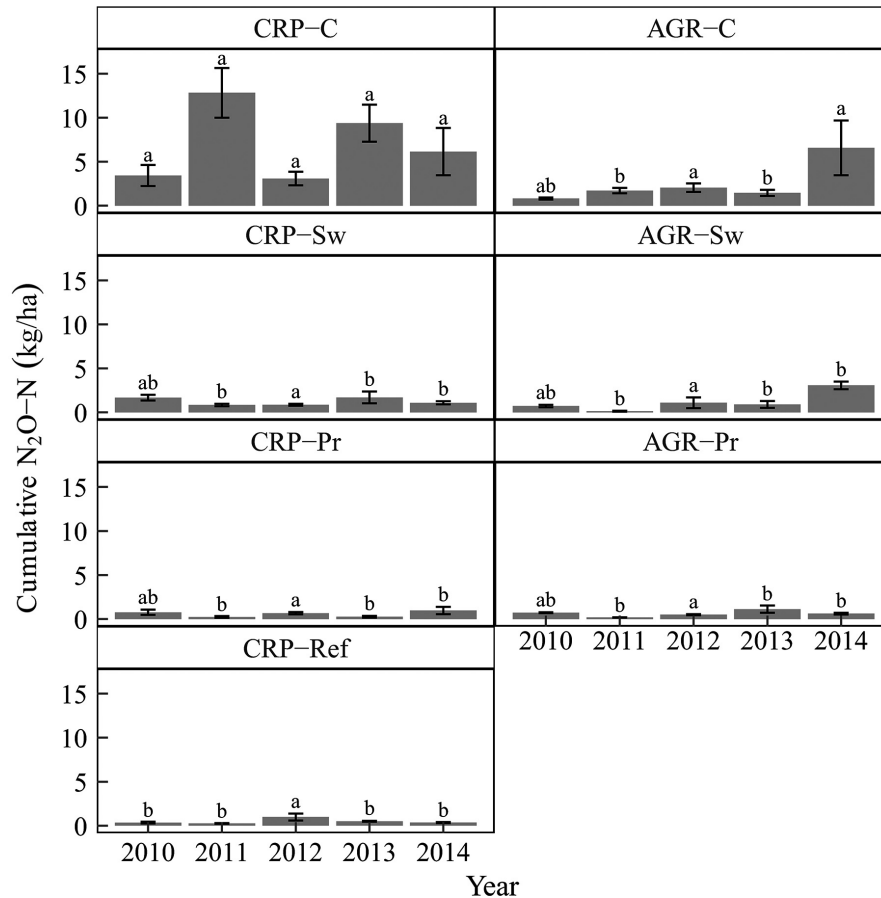 CRP−C AGR−C
a a a a a
ab b a b a
15
10
5
0
CRP−Sw AGR−Sw
ab b a b b
ab b a b b
15
10
5
0
CRP−Pr AGR−Pr
ab b a b b
ab b a b b
15
10
5
0
2010 2011 2012 2013 2014
CRP−Ref
b b a b b
15
10
5
0
2010 2011 2012 2013 2014
Year
Cumulative N₂O−N (kg/ha)